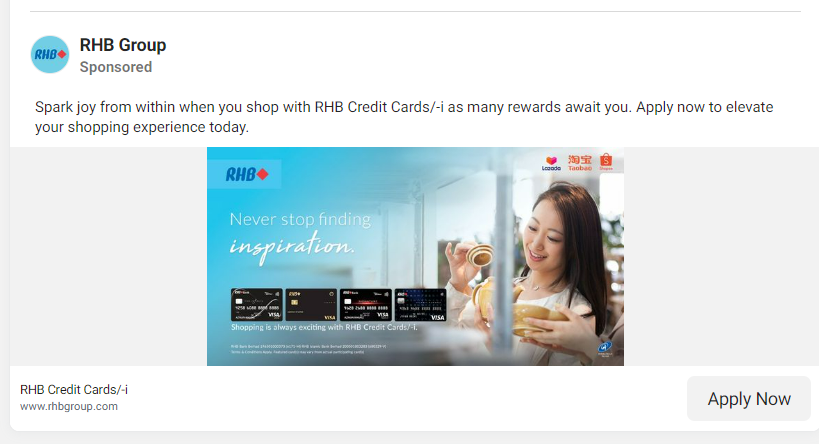 RHB Group
Sponsored
Spark joy from within when you shop with RHB Credit Cards/-i as many rewards await you. Apply now to elevate
your shopping experience today.
RHB
Lazada
淘宝
Taobao
Shopee
Never stop finding
inspiration.
VISA
VISA
VISA
VISA
Shopping is always exciting with RHB Credit Cards/-i.
RHB Credit Cards/-i
www.rhbgroup.com
Apply Now